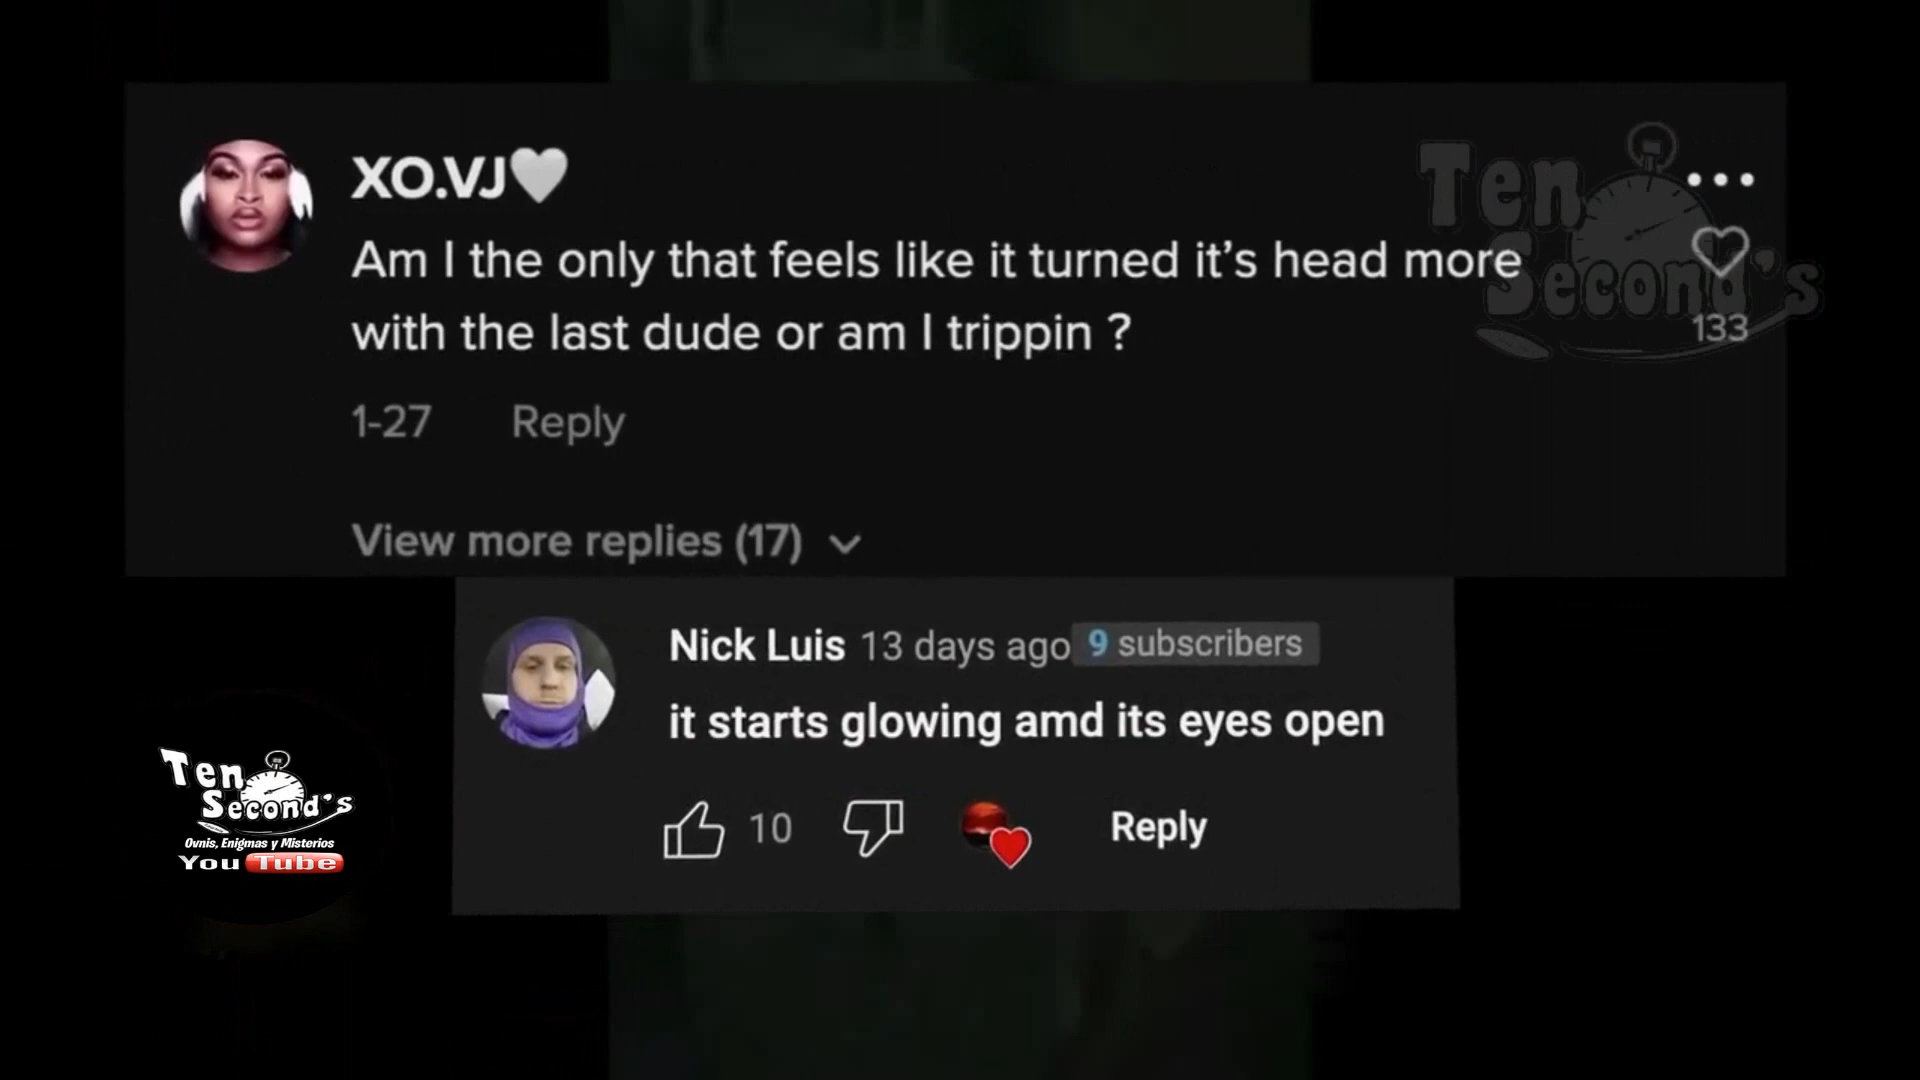 XO.VJ🤍
Am I the only that feels like it turned it's head more
with the last dude or am I trippin ?
133
1-27 Reply
View more replies (17)
Nick Luis 13 days ago 9 subscribers
it starts glowing amd its eyes open
10 Reply
Ten
Second's
Ten
Second's
Ovnis, Enigmas y Misterios
YouTube